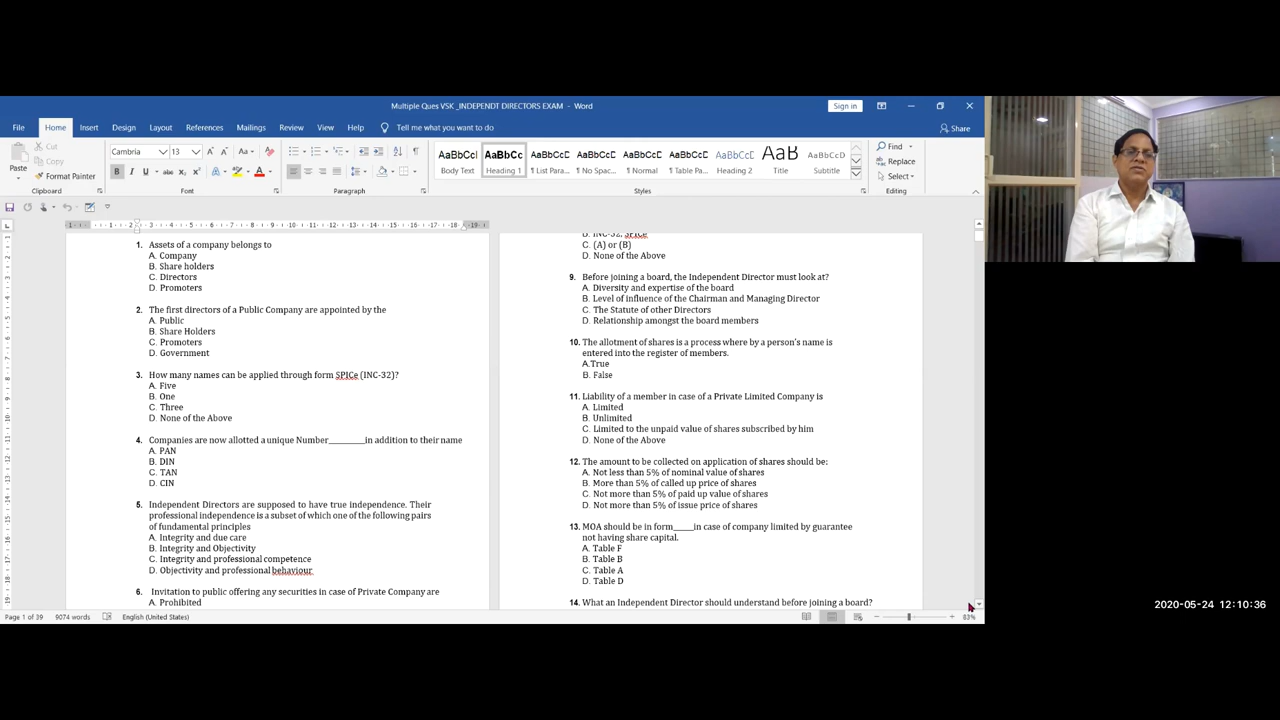 Multiple Ques VSK _INDEPENDT DIRECTORS EXAM - Word
Sign in
File Home Insert Design Layout References Mailings Review View Help Tell me what you want to do
Share
Paste
Cut
Copy
Format Painter
Clipboard
Cambria 13
Font
Paragraph
AaBbCcI Body Text
AaBbCc Heading 1
AaBbCcD ¶ List Para...
AaBbCcD ¶ No Spac...
AaBbCcD ¶ Normal
AaBbCcD ¶ Table Pa...
AaBbCcD Heading 2
AaB Title
AaBbCcD Subtitle
Styles
Find
Replace
Select
Editing
1. Assets of a company belongs to
A. Company
B. Share holders
C. Directors
D. Promoters
2. The first directors of a Public Company are appointed by the
A. Public
B. Share Holders
C. Promoters
D. Government
3. How many names can be applied through form SPICe (INC-32)?
A. Five
B. One
C. Three
D. None of the Above
4. Companies are now allotted a unique Number________in addition to their name
A. PAN
B. DIN
C. TAN
D. CIN
5. Independent Directors are supposed to have true independence. Their
professional independence is a subset of which one of the following pairs
of fundamental principles
A. Integrity and due care
B. Integrity and Objectivity
C. Integrity and professional competence
D. Objectivity and professional behaviour
6. Invitation to public offering any securities in case of Private Company are
A. Prohibited
B. INC-32. SPICe
C. (A) or (B)
D. None of the Above
9. Before joining a board, the Independent Director must look at?
A. Diversity and expertise of the board
B. Level of influence of the Chairman and Managing Director
C. The Statute of other Directors
D. Relationship amongst the board members
10. The allotment of shares is a process where by a person's name is
entered into the register of members.
A.True
B. False
11. Liability of a member in case of a Private Limited Company is
A. Limited
B. Unlimited
C. Limited to the unpaid value of shares subscribed by him
D. None of the Above
12. The amount to be collected on application of shares should be:
A. Not less than 5% of nominal value of shares
B. More than 5% of called up price of shares
C. Not more than 5% of paid up value of shares
D. Not more than 5% of issue price of shares
13. MOA should be in form_____in case of company limited by guarantee
not having share capital.
A. Table F
B. Table B
C. Table A
D. Table D
14. What an Independent Director should understand before joining a board?
Page 1 of 39 9074 words English (United States) 83%
2020-05-24 12:10:36